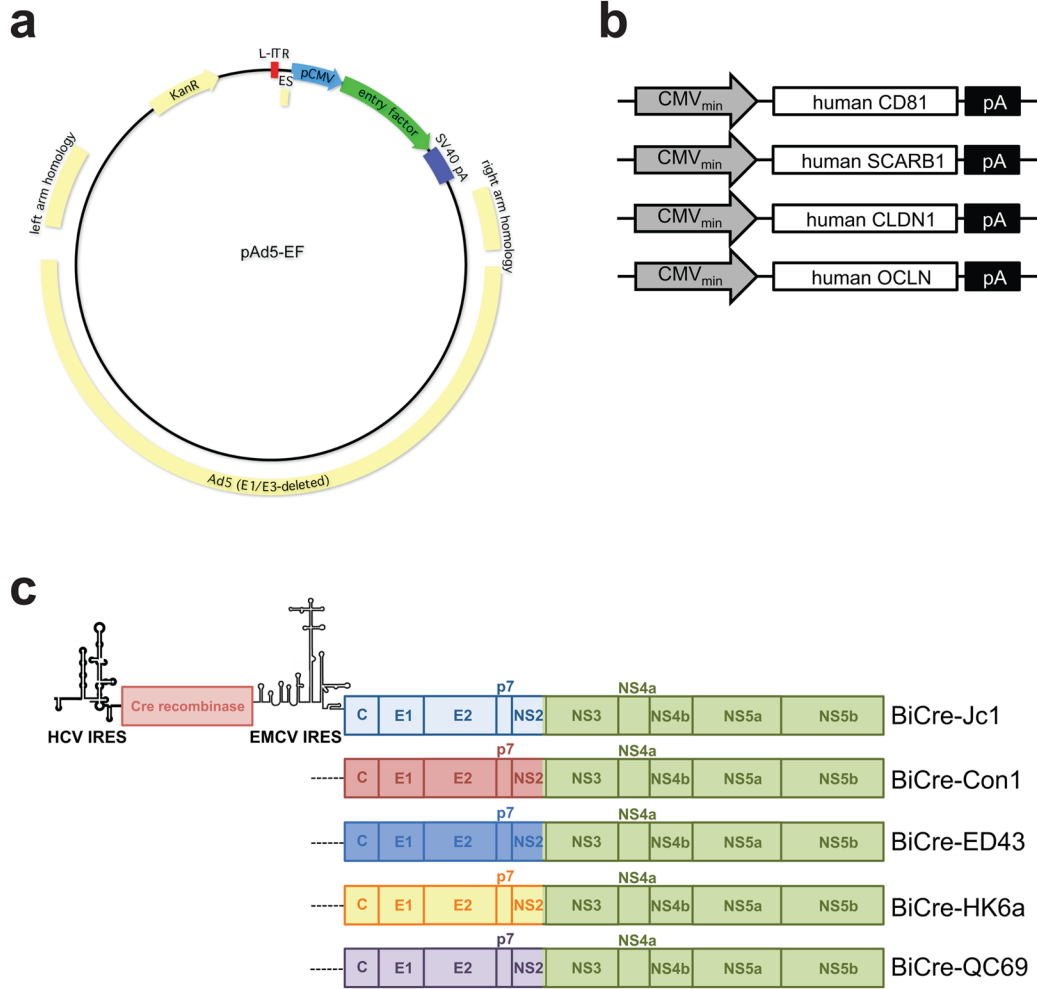 a
L-ITR
ES
pCMV
entry factor
SV40 pA
KanR
left arm homology
right arm homology
pAd5-EF
Ad5 (E1/E3-deleted)
b
CMVmin human CD81 pA
CMVmin human SCARB1 pA
CMVmin human CLDN1 pA
CMVmin human OCLN pA
c
HCV IRES
Cre recombinase
EMCV IRES
p7 NS4a
C E1 E2 NS2 NS3 NS4b NS5a NS5b BiCre-Jc1
p7 NS4a
C E1 E2 NS2 NS3 NS4b NS5a NS5b BiCre-Con1
p7 NS4a
C E1 E2 NS2 NS3 NS4b NS5a NS5b BiCre-ED43
p7 NS4a
C E1 E2 NS2 NS3 NS4b NS5a NS5b BiCre-HK6a
p7 NS4a
C E1 E2 NS2 NS3 NS4b NS5a NS5b BiCre-QC69